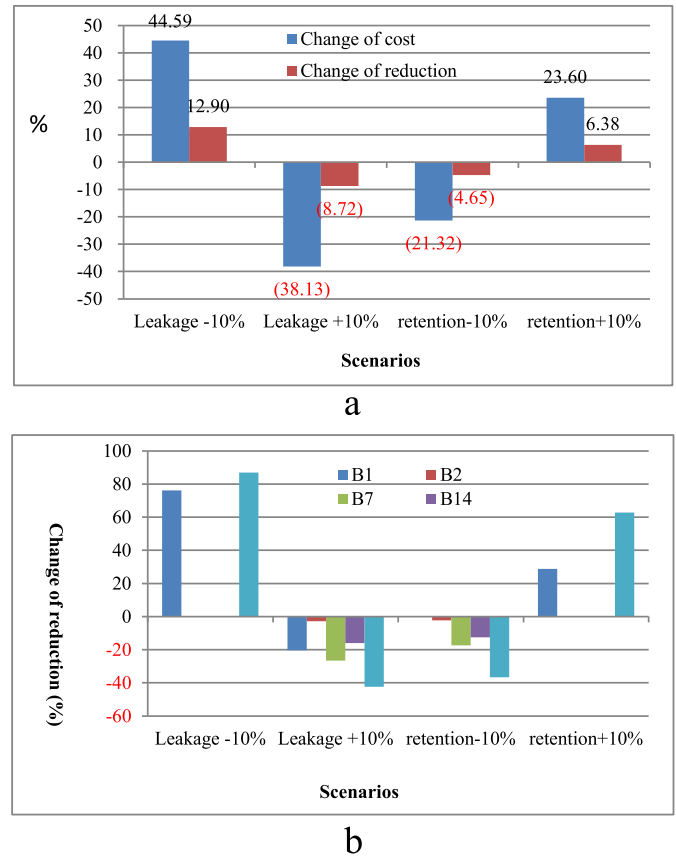 50
44.59
Change of cost
40
Change of reduction
30
23.60
20
12.90
%
10
6.38
0
-10
(8.72)
(4.65)
-20
(21.32)
-30
-40
(38.13)
-50
Leakage -10%
Leakage +10%
retention-10%
retention+10%
Scenarios
a
100
B1
B2
80
B7
B14
60
40
20
0
-20
-40
-60
Change of reduction (%)
Leakage -10%
Leakage +10%
retention-10%
retention+10%
Scenarios
b